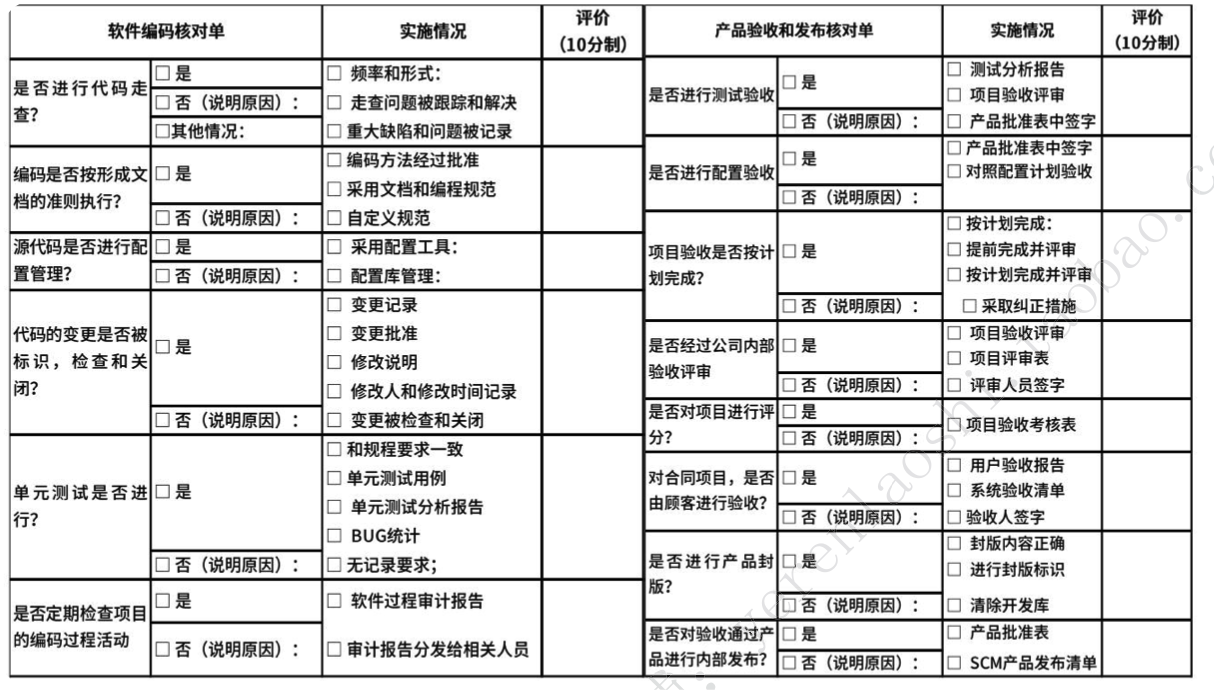 软件编码核对单
实施情况
评价
（10分制）
是否进行代码走
查？
□ 是
□ 否（说明原因）：
□其他情况：
□ 频率和形式：
□ 走查问题被跟踪和解决
□ 重大缺陷和问题被记录
编码是否按形成文
档的准则执行？
□ 是
□ 否（说明原因）：
□ 编码方法经过批准
□ 采用文档和编程规范
□ 自定义规范
源代码是否进行配
置管理？
□ 是
□ 否（说明原因）：
□ 采用配置工具：
□ 配置库管理：
代码的变更是否被
标识，检查和关
闭？
□ 是
□ 否（说明原因）：
□ 变更记录
□ 变更批准
□ 修改说明
□ 修改人和修改时间记录
□ 变更被检查和关闭
单元测试是否进
行？
□ 是
□ 否（说明原因）：
□ 和规程要求一致
□ 单元测试用例
□ 单元测试分析报告
□ BUG统计
□ 无记录要求；
是否定期检查项目
的编码过程活动
□ 是
□ 否（说明原因）：
□ 软件过程审计报告
□ 审计报告分发给相关人员
产品验收和发布核对单
实施情况
评价
（10分制）
是否进行测试验收
□ 是
□ 否（说明原因）：
□ 测试分析报告
□ 项目验收评审
□ 产品批准表中签字
是否进行配置验收
□ 是
□ 否（说明原因）：
□ 产品批准表中签字
□ 对照配置计划验收
项目验收是否按计
划完成？
□ 是
□ 否（说明原因）：
□ 按计划完成：
□ 提前完成并评审
□ 按计划完成并评审
□ 采取纠正措施
是否经过公司内部
验收评审
□ 是
□ 否（说明原因）：
□ 项目验收评审
□ 项目评审表
□ 评审人员签字
是否对项目进行评
分？
□ 是
□ 否（说明原因）：
□ 项目验收考核表
对合同项目，是否
由顾客进行验收？
□ 是
□ 否（说明原因）：
□ 用户验收报告
□ 系统验收清单
□ 验收人签字
是否进行产品封
版？
□ 是
□ 否（说明原因）：
□ 封版内容正确
□ 进行封版标识
□ 清除开发库
是否对验收通过产
品进行内部发布？
□ 是
□ 否（说明原因）：
□ 产品批准表
□ SCM产品发布清单